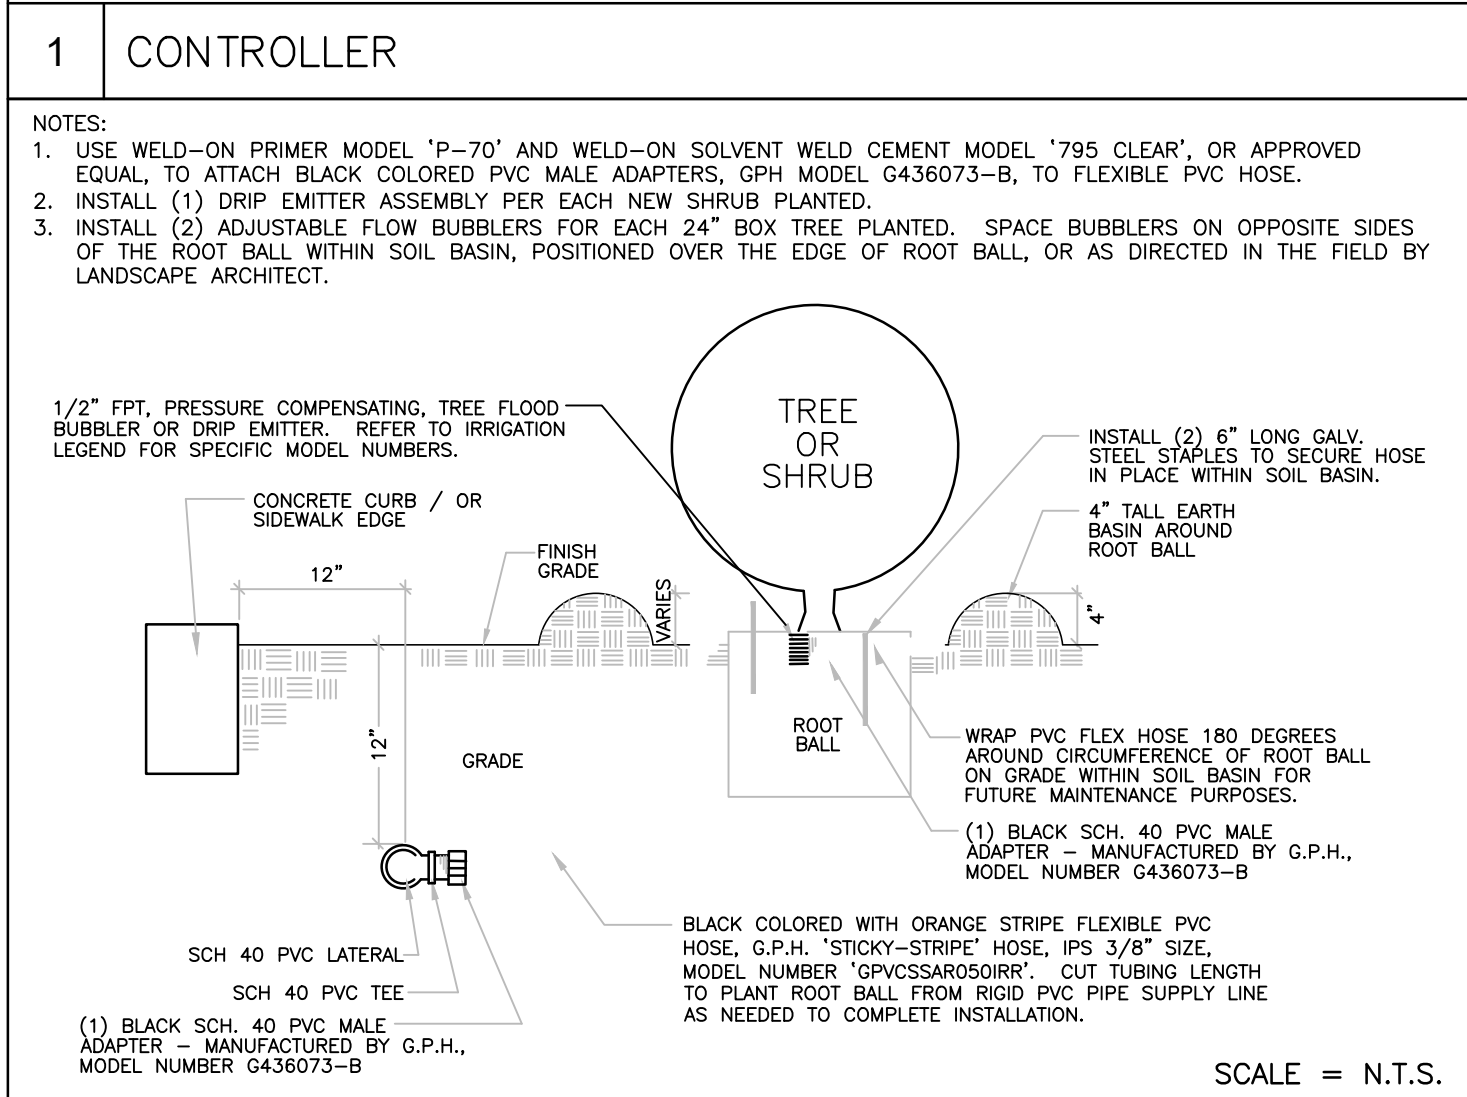 1 CONTROLLER
NOTES:
1. USE WELD-ON PRIMER MODEL 'P-70' AND WELD-ON SOLVENT WELD CEMENT MODEL '795 CLEAR', OR APPROVED
EQUAL, TO ATTACH BLACK COLORED PVC MALE ADAPTERS, GPH MODEL G436073-B, TO FLEXIBLE PVC HOSE.
2. INSTALL (1) DRIP EMITTER ASSEMBLY PER EACH NEW SHRUB PLANTED.
3. INSTALL (2) ADJUSTABLE FLOW BUBBLERS FOR EACH 24" BOX TREE PLANTED. SPACE BUBBLERS ON OPPOSITE SIDES
OF THE ROOT BALL WITHIN SOIL BASIN, POSITIONED OVER THE EDGE OF ROOT BALL, OR AS DIRECTED IN THE FIELD BY
LANDSCAPE ARCHITECT.
1/2" FPT, PRESSURE COMPENSATING, TREE FLOOD
BUBBLER OR DRIP EMITTER. REFER TO IRRIGATION
LEGEND FOR SPECIFIC MODEL NUMBERS.
TREE
OR
SHRUB
INSTALL (2) 6" LONG GALV.
STEEL STAPLES TO SECURE HOSE
IN PLACE WITHIN SOIL BASIN.
CONCRETE CURB / OR
SIDEWALK EDGE
4" TALL EARTH
BASIN AROUND
ROOT BALL
FINISH
GRADE
12"
VARIES
4"
12"
GRADE
ROOT
BALL
WRAP PVC FLEX HOSE 180 DEGREES
AROUND CIRCUMFERENCE OF ROOT BALL
ON GRADE WITHIN SOIL BASIN FOR
FUTURE MAINTENANCE PURPOSES.
(1) BLACK SCH. 40 PVC MALE
ADAPTER - MANUFACTURED BY G.P.H.,
MODEL NUMBER G436073-B
BLACK COLORED WITH ORANGE STRIPE FLEXIBLE PVC
HOSE, G.P.H. 'STICKY-STRIPE' HOSE, IPS 3/8" SIZE,
MODEL NUMBER 'GPVCSSAR050IRR'. CUT TUBING LENGTH
TO PLANT ROOT BALL FROM RIGID PVC PIPE SUPPLY LINE
AS NEEDED TO COMPLETE INSTALLATION.
SCH 40 PVC LATERAL
SCH 40 PVC TEE
(1) BLACK SCH. 40 PVC MALE
ADAPTER - MANUFACTURED BY G.P.H.,
MODEL NUMBER G436073-B
SCALE = N.T.S.